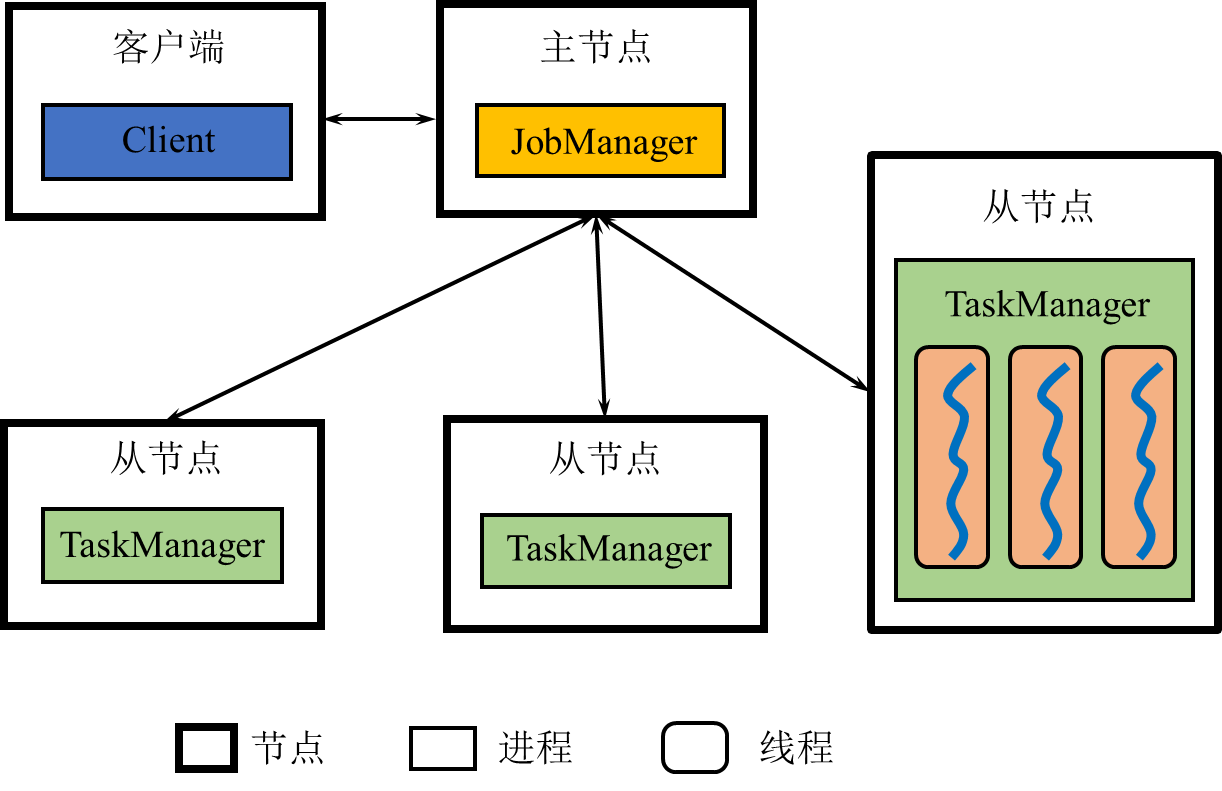 客户端
Client
主节点
JobManager
从节点
TaskManager
从节点
TaskManager
从节点
TaskManager
节点
进程
线程